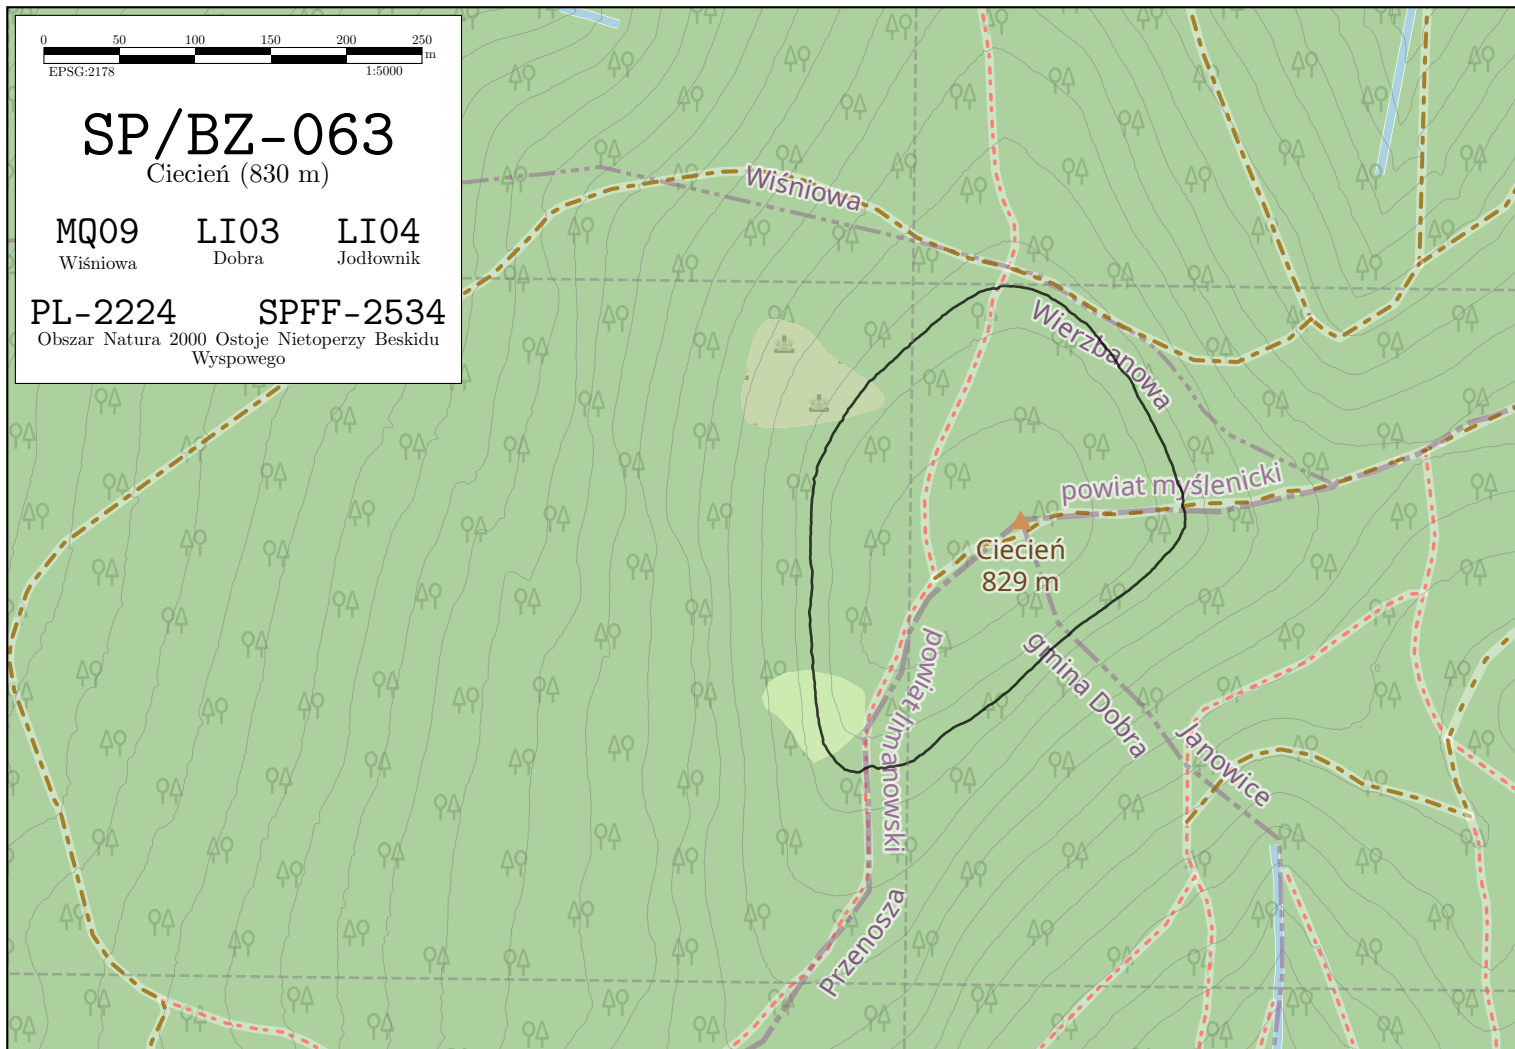 0 50 100 150 200 250
m
EPSG:2178 1:5000
SP/BZ-063
Ciecień (830 m)
MQ09 LI03 LI04
Wiśniowa Dobra Jodłownik
PL-2224 SPFF-2534
Obszar Natura 2000 Ostoje Nietoperzy Beskidu
Wyspowego
Wiśniowa
Wierzbanowa
powiat myślenicki
Ciecień
829 m
powiat limanowski
gmina Dobra
Janowice
Przenosza